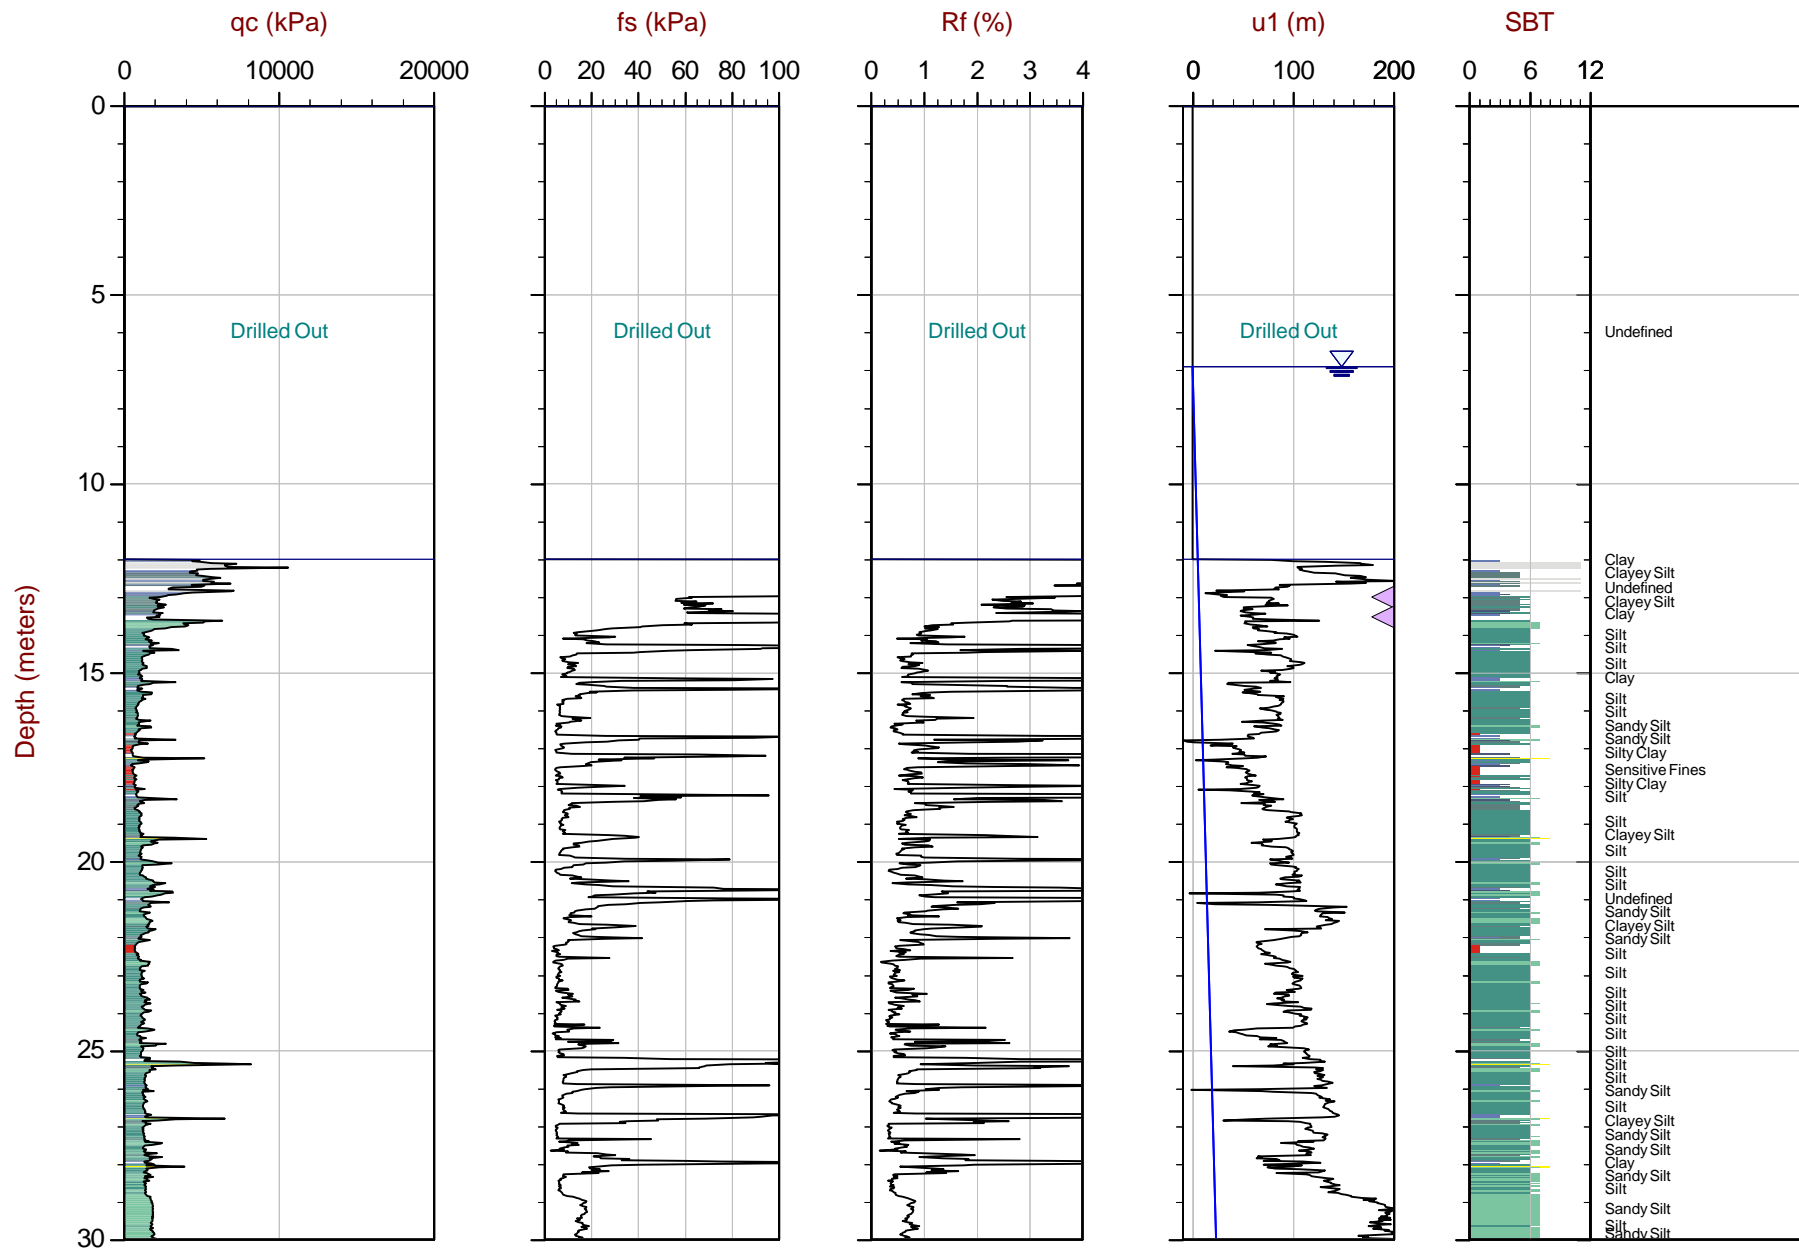 qc (kPa) fs (kPa) Rf (%) u1 (m) SBT
0 10000 20000 0 20 40 60 80 100 0 1 2 3 4 0 100 200 0 6 12
0
5
Drilled Out Drilled Out Drilled Out Drilled Out Undefined
10
Depth (meters)
Clay
Clayey Silt
Undefined
Clayey Silt
Clay
Silt
Silt
Silt
15
Clay
Silt
Silt
Sandy Silt
Sandy Silt
Silty Clay
Sensitive Fines
Silty Clay
Silt
Silt
Clayey Silt
Silt
20
Silt
Silt
Undefined
Sandy Silt
Clayey Silt
Sandy Silt
Silt
Silt
Silt
Silt
Silt
Silt
25
Silt
Silt
Silt
Sandy Silt
Silt
Clayey Silt
Sandy Silt
Sandy Silt
Clay
Sandy Silt
Silt
Sandy Silt
Silt
Sandy Silt
30